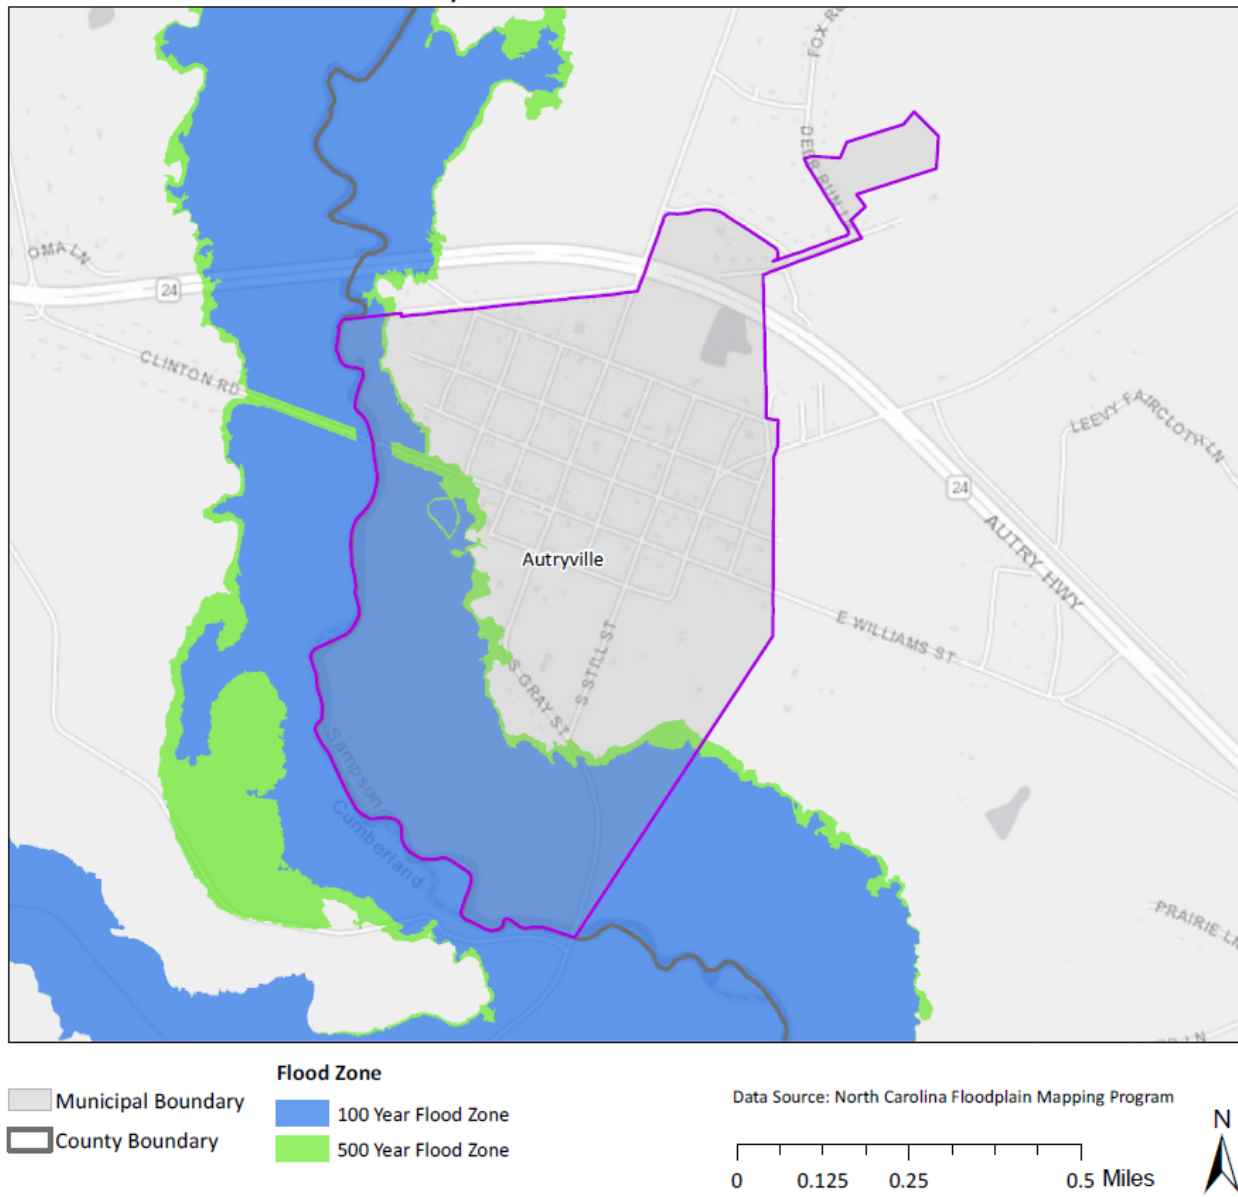 FOX RU
DEER RUN L
OMA LN
24
CLINTON RD
LEEVY FAIRCLOTH LN
24
AUTRY HWY
Autryville
E WILLIAMS ST
S STILL ST
S GRAY ST
Sampson
Cumberland
PRAIRIE LN
LN
Flood Zone
Municipal Boundary
County Boundary
100 Year Flood Zone
500 Year Flood Zone
Data Source: North Carolina Floodplain Mapping Program
N
0 0.125 0.25 0.5 Miles